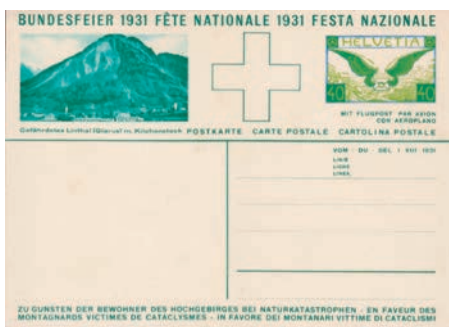 BUNDESFEIER 1931 FÊTE NATIONALE 1931 FESTA NAZIONALE
HELVETIA
40 40
MIT FLUGPOST PAR AVION
CON AEROPLANO
Gefährdetes Linthal (Glarus) m. Kilchenstock POSTKARTE CARTE POSTALE CARTOLINA POSTALE
VOM · DU · DEL 1 VIII 1931
LINIE
LIGNE
LINEA
ZU GUNSTEN DER BEWOHNER DES HOCHGEBIRGES BEI NATURKATASTROPHEN - EN FAVEUR DES
MONTAGNARDS VICTIMES DE CATACLYSMES - IN FAVORE DEI MONTANARI VITTIME DI CATACLISMI